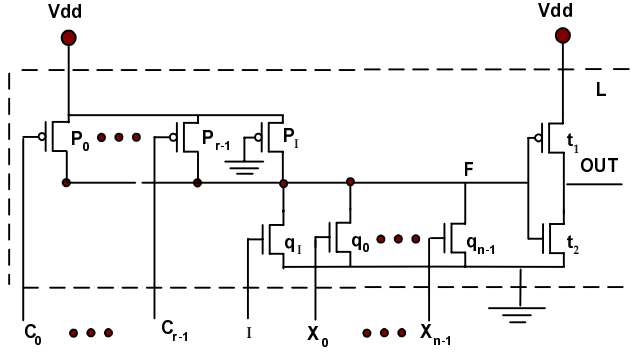 Vdd Vdd
L
P0 Pr-1 PI t1
F OUT
qI q0 qn-1 t2
C0 Cr-1 I X0 Xn-1